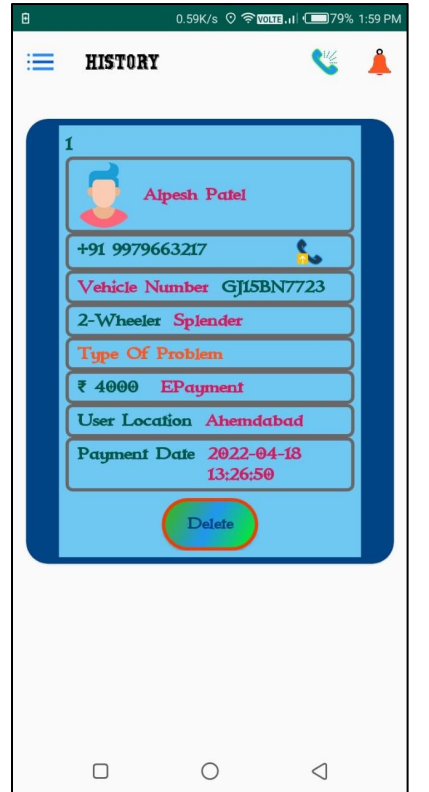 0.59K/s VOLTE 79% 1:59 PM
HISTORY
1
Alpesh Patel
+91 9979663217
Vehicle Number GJ15BN7723
2-Wheeler Splender
Type Of Problem
₹ 4000 EPayment
User Location Ahemdabad
Payment Date 2022-04-18
13:26:50
Delete